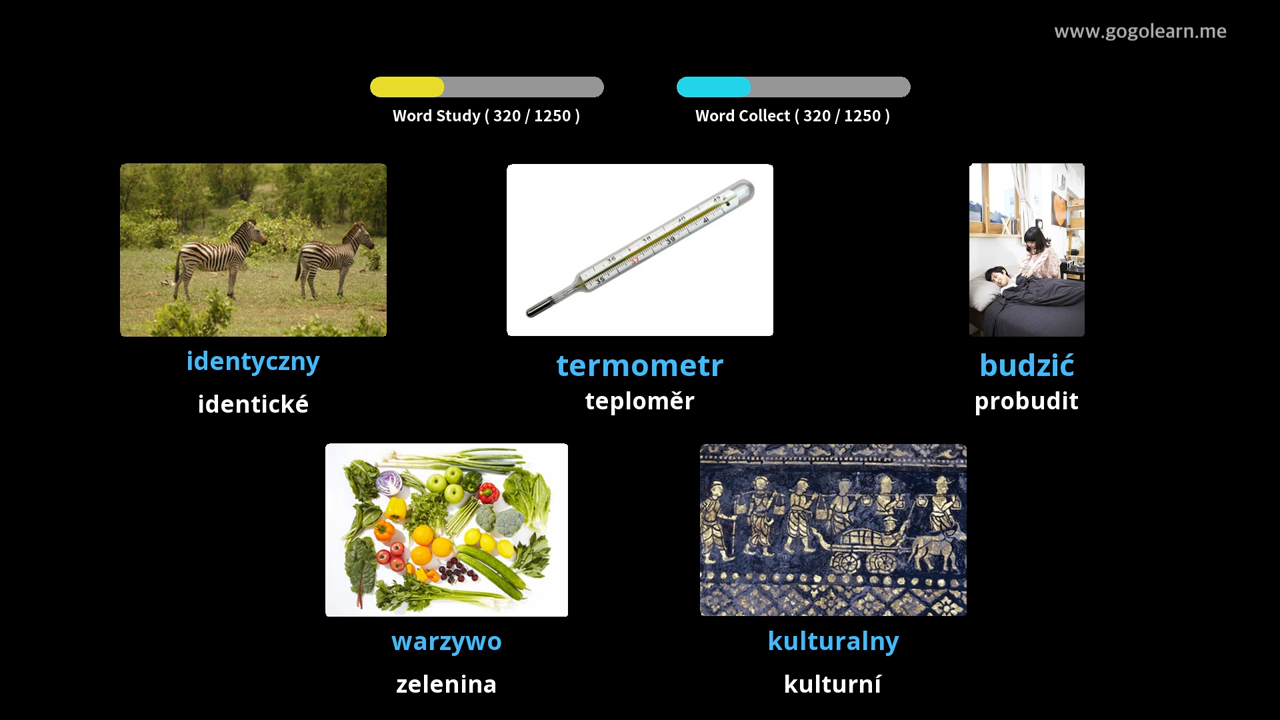 www.gogolearn.me
Word Study ( 320 / 1250 )
Word Collect ( 320 / 1250 )
identyczny
identické
termometr
teploměr
budzić
probudit
warzywo
zelenina
kulturalny
kulturní